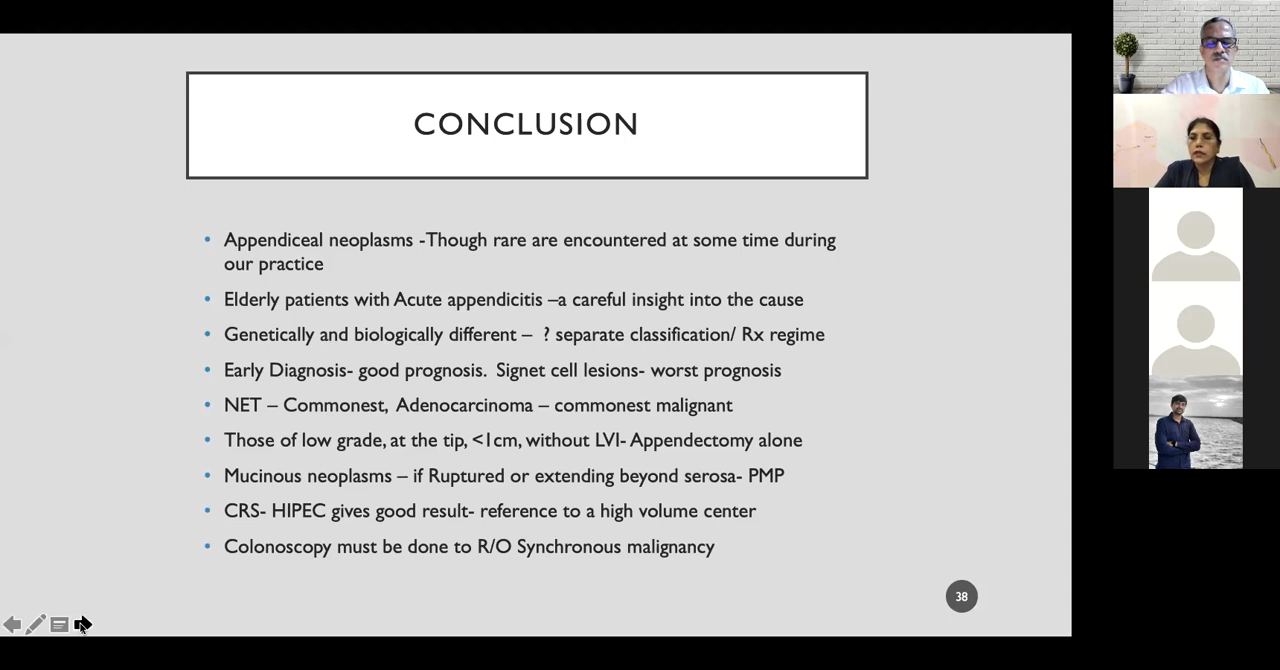 CONCLUSION
Appendiceal neoplasms -Though rare are encountered at some time during
our practice
Elderly patients with Acute appendicitis –a careful insight into the cause
Genetically and biologically different – ? separate classification/ Rx regime
Early Diagnosis- good prognosis. Signet cell lesions- worst prognosis
NET – Commonest, Adenocarcinoma – commonest malignant
Those of low grade, at the tip, <1cm, without LVI- Appendectomy alone
Mucinous neoplasms – if Ruptured or extending beyond serosa- PMP
CRS- HIPEC gives good result- reference to a high volume center
Colonoscopy must be done to R/O Synchronous malignancy
38